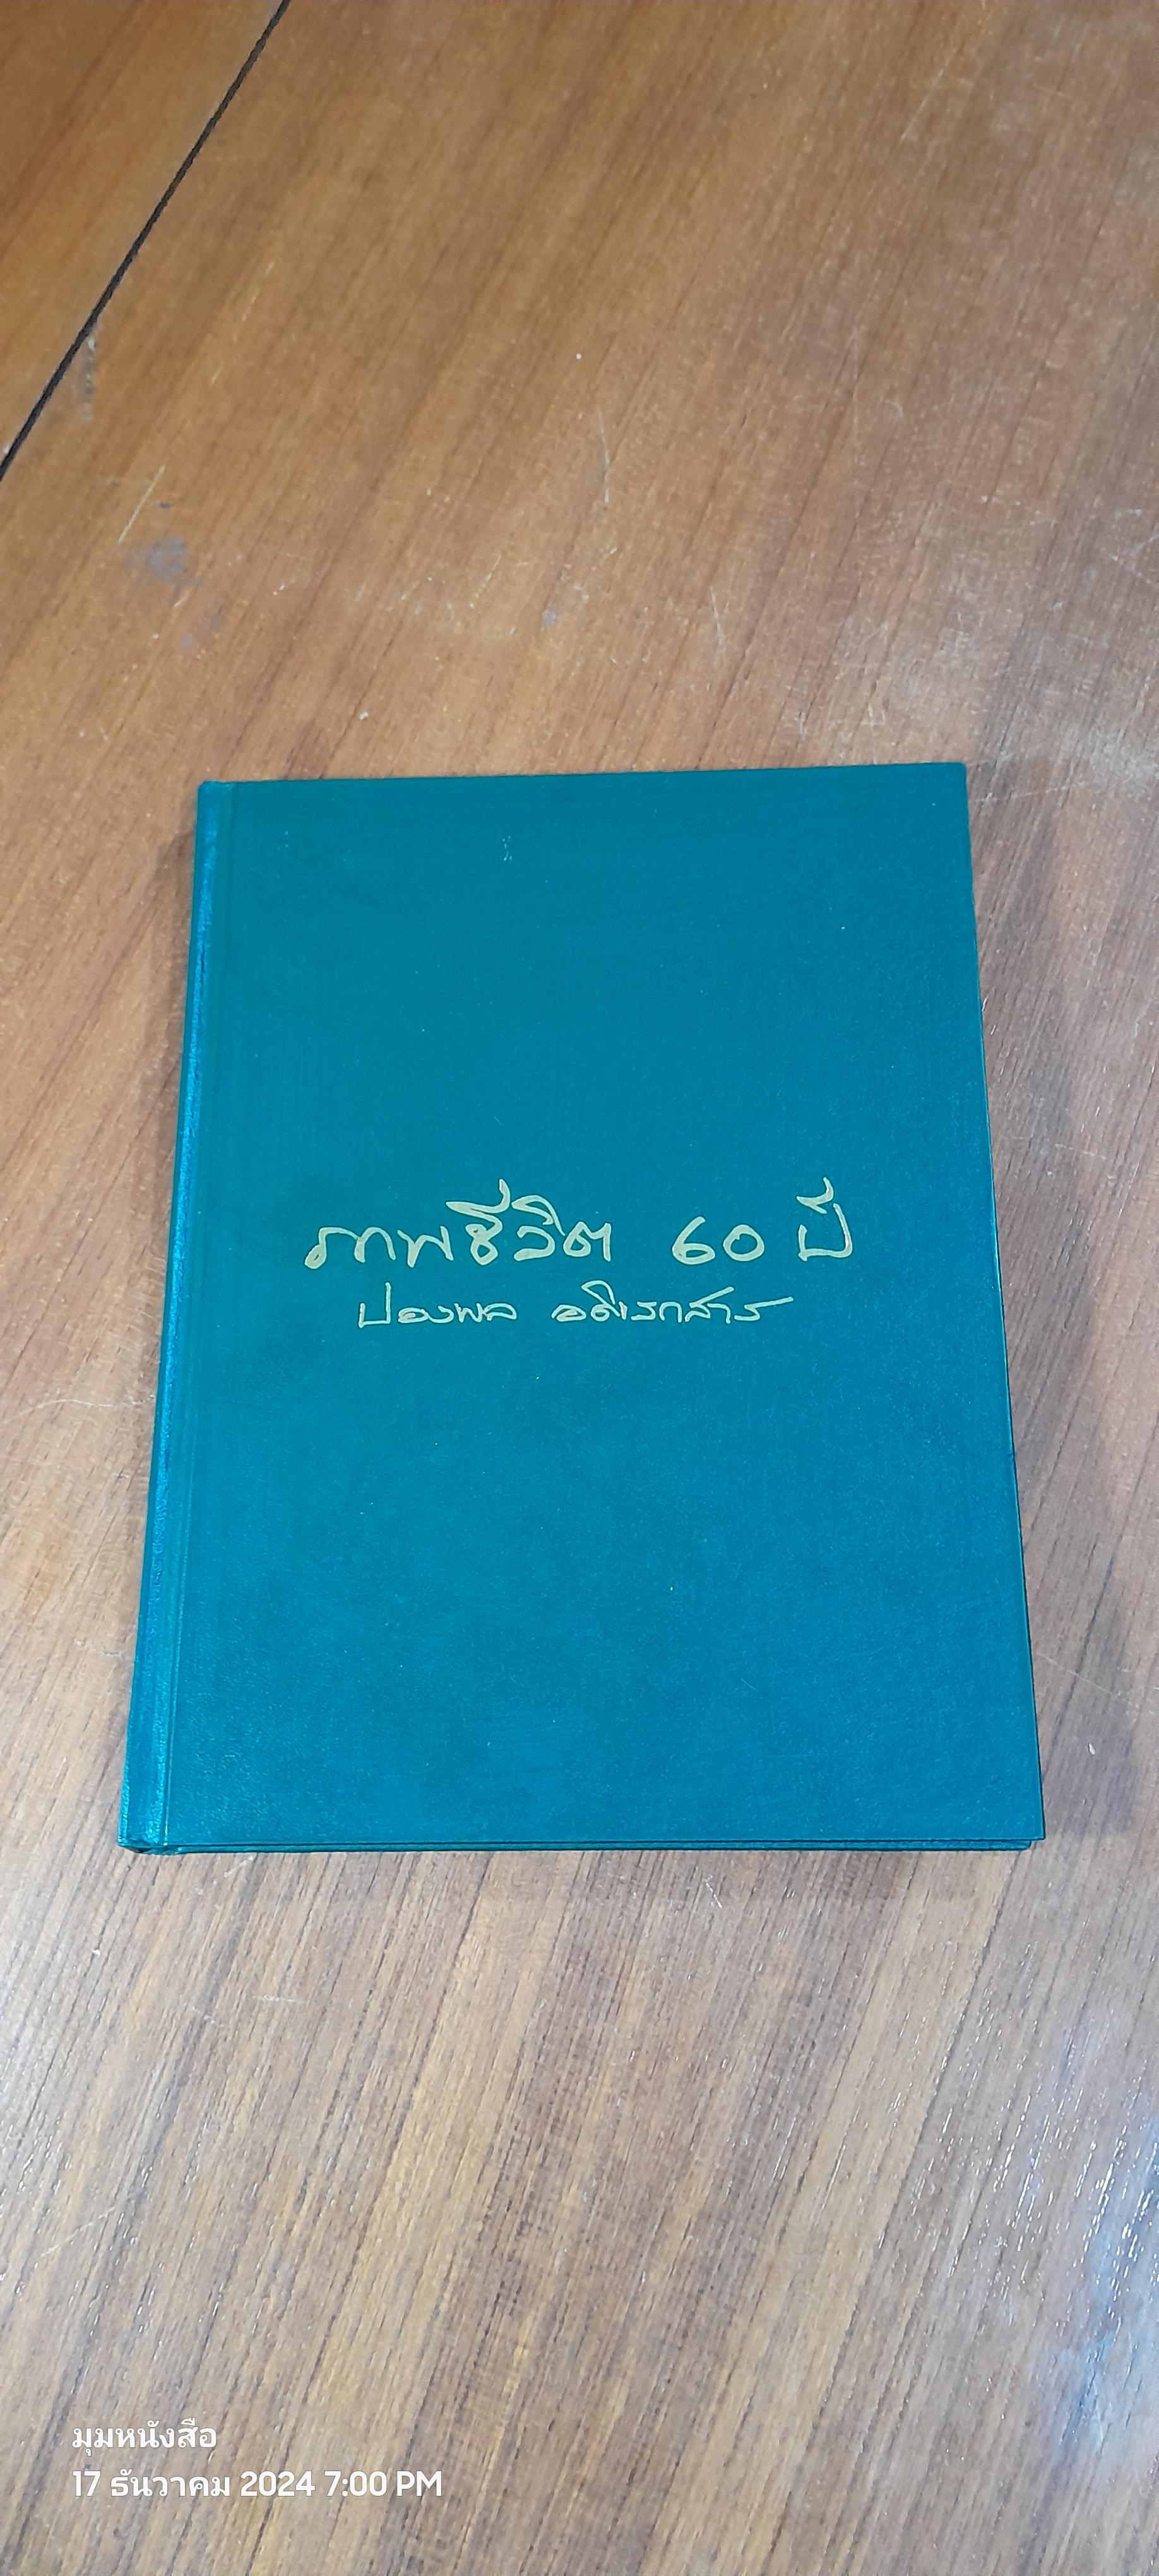 ภาพชีวิต 60 ปี
ปองพล อดิเรกสาร
มุมหนังสือ
17 ธันวาคม 2024 7:00 PM